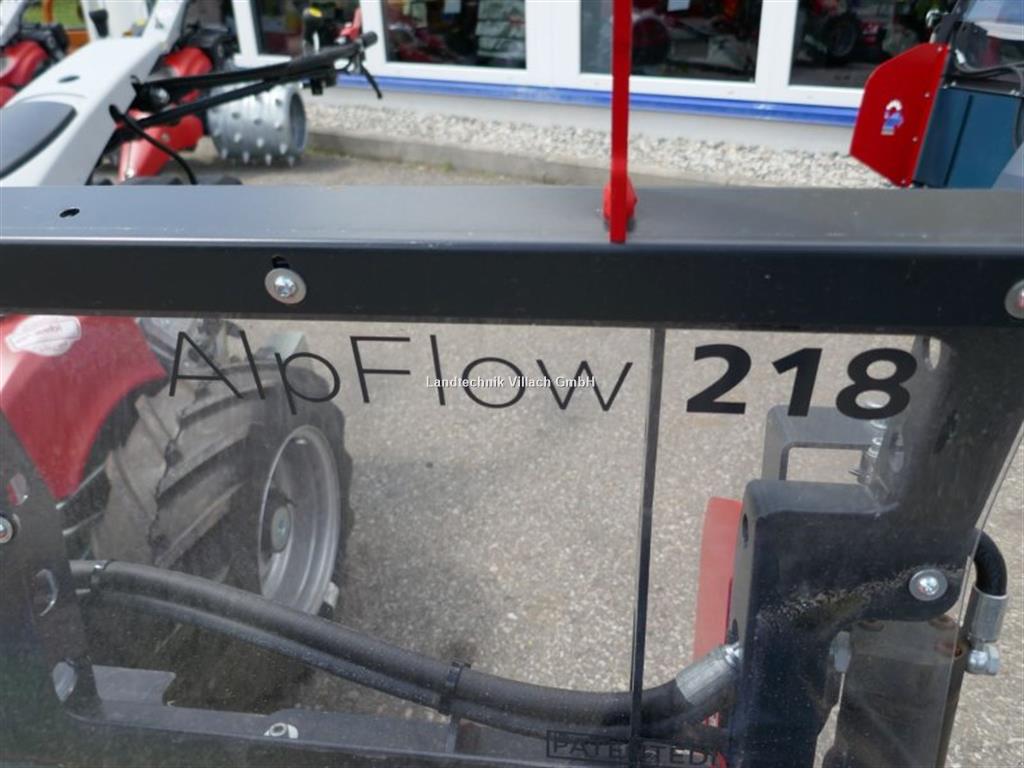 AlpFlow 218
Landtechnik Villach GmbH
PATENTED